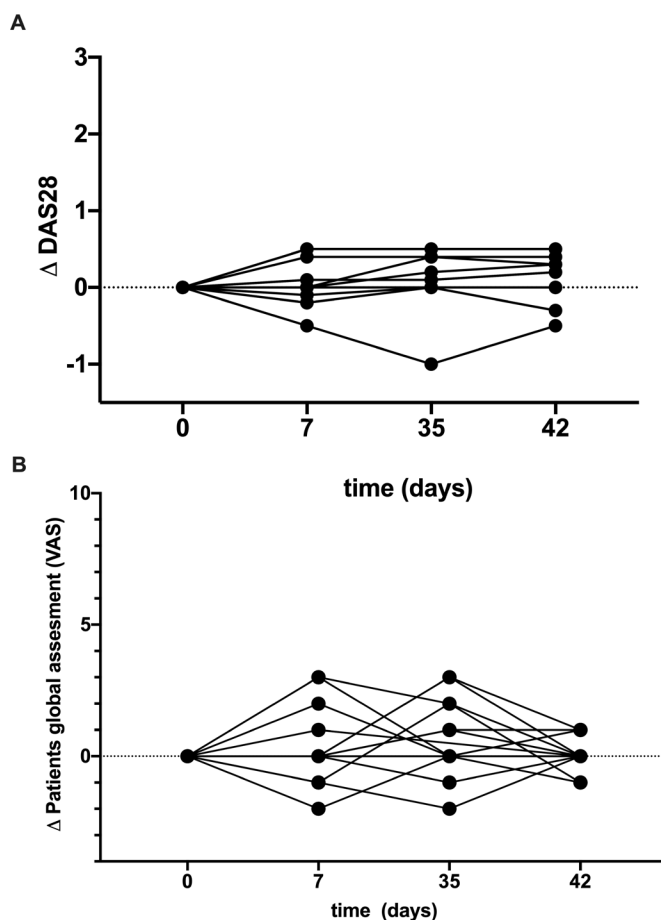 A
Δ DAS28
3
2
1
0
-1
0 7 35 42
time (days)
B
Δ Patients global assesment (VAS)
10
5
0
0 7 35 42
time (days)